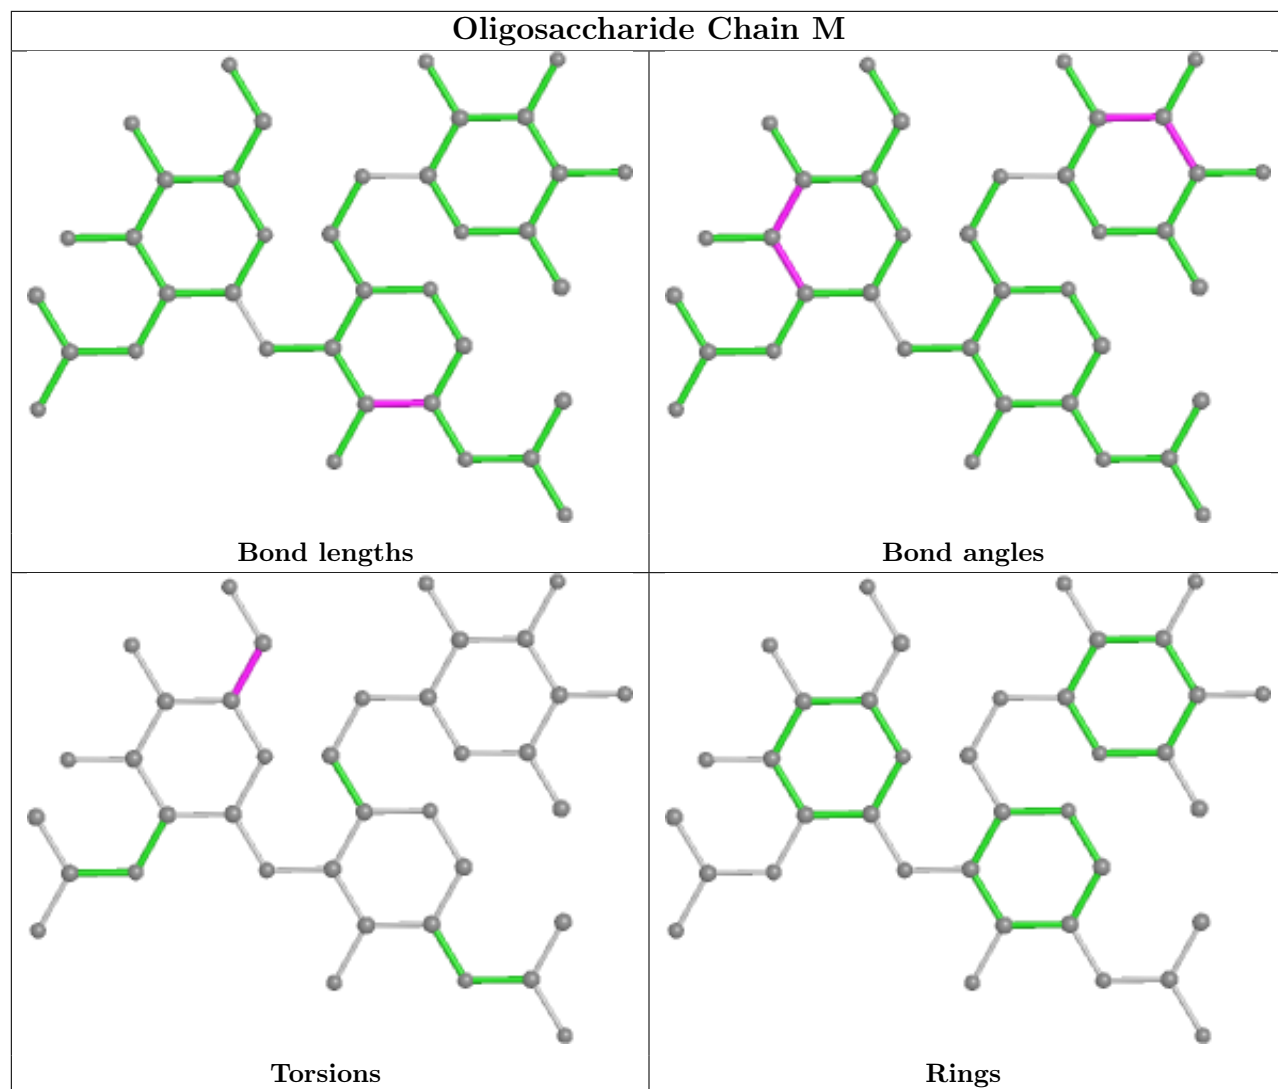 Oligosaccharide Chain M
Bond lengths
Bond angles
Torsions
Rings